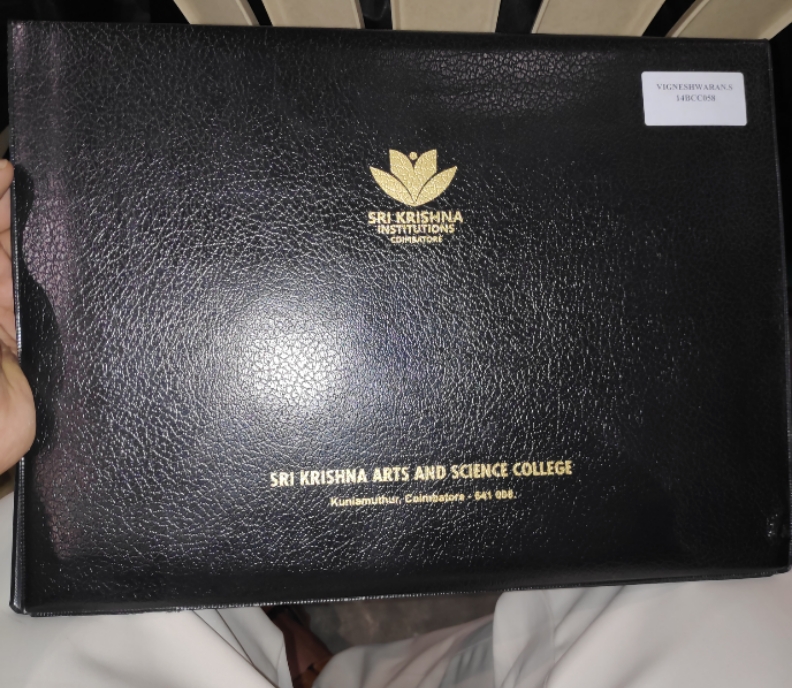 VIGNESHWARAN.S
14BCC058
SRI KRISHNA
INSTITUTIONS
COIMBATORE
SRI KRISHNA ARTS AND SCIENCE COLLEGE
Kuniamuthur, Coimbatore - 641 008.